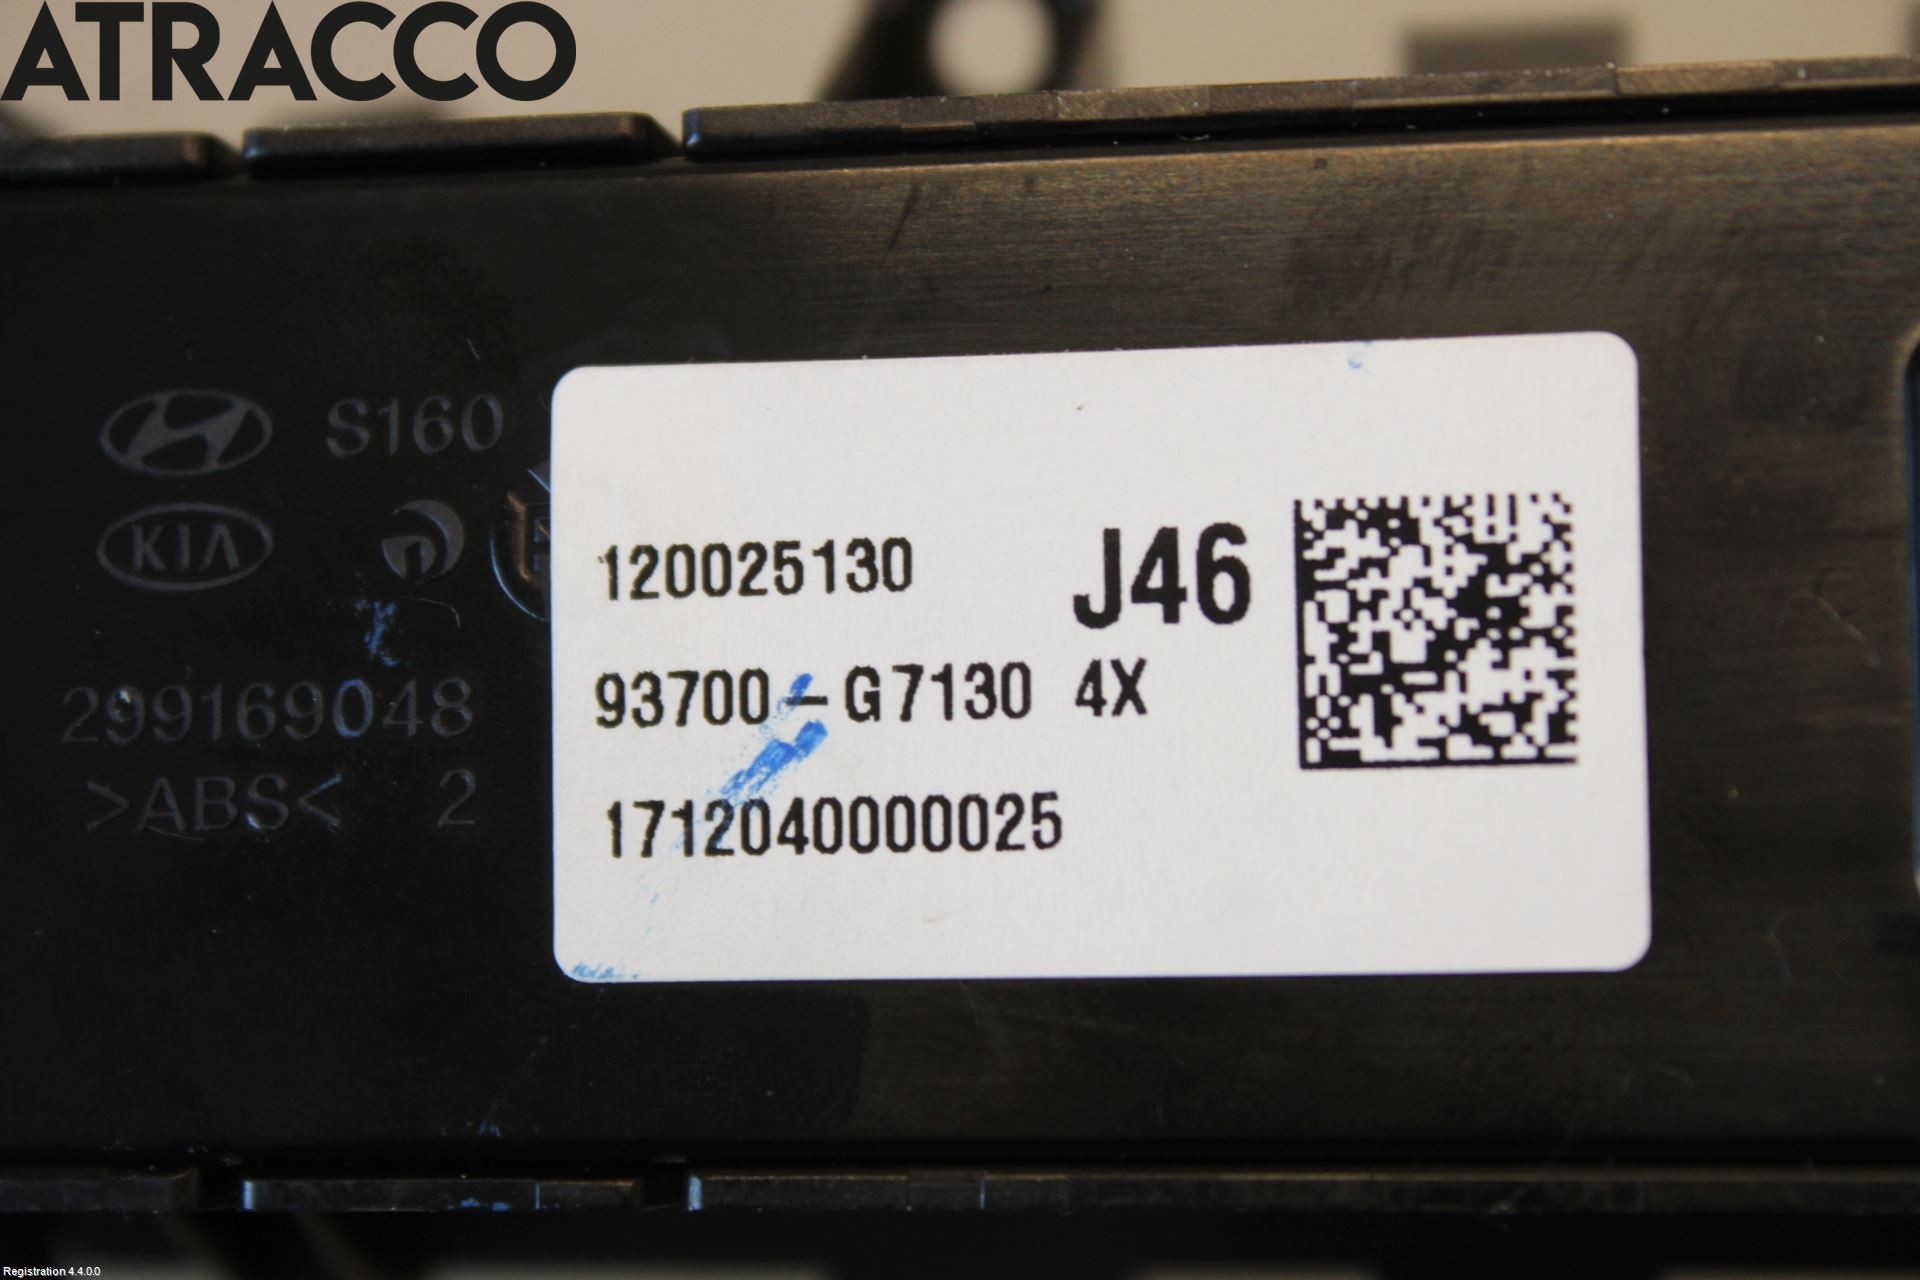 ATRACCO
S160
KIA
299169048
>ABS< 2
120025130 J46
93700-G7130 4X
1712040000025
Registration 4.4.0.0